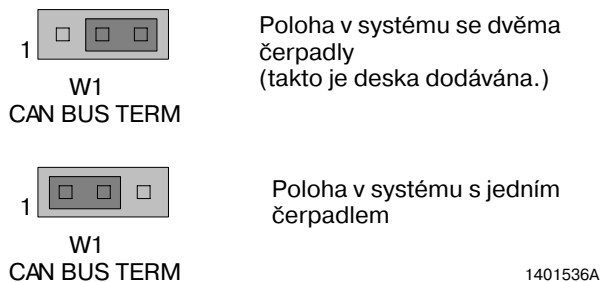 Poloha v systému se dvěma
čerpadly
(takto je deska dodávána.)
1
W1
CAN BUS TERM
Poloha v systému s jedním
čerpadlem
1
W1
CAN BUS TERM
1401536A